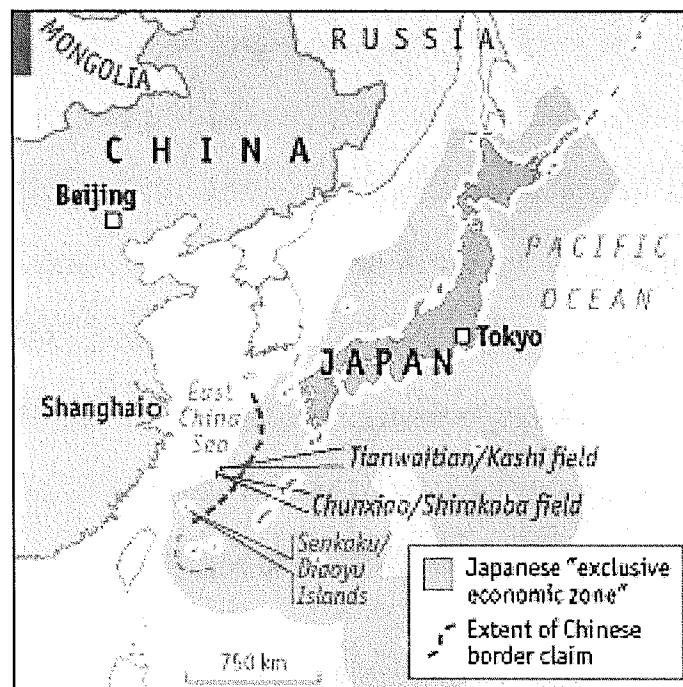 RUSSIA
MONGOLIA
CHINA
Beijing
PACIFIC
OCEAN
Tokyo
JAPAN
Shanghai
East
China
Sea
Tianwaitian/Kashi field
Chunxiao/Shirakaba field
Senkaku/
Diaoyu
Islands
Japanese "exclusive
economic zone"
Extent of Chinese
border claim
750 km